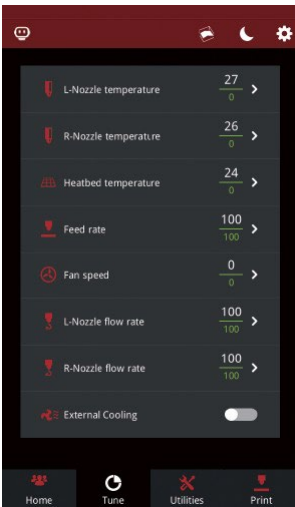 L-Nozzle temperature 27
0
R-Nozzle temperature 26
0
Heatbed temperature 24
0
Feed rate 100
100
Fan speed 0
0
L-Nozzle flow rate 100
100
R-Nozzle flow rate 100
100
External Cooling
Home Tune Utilities Print